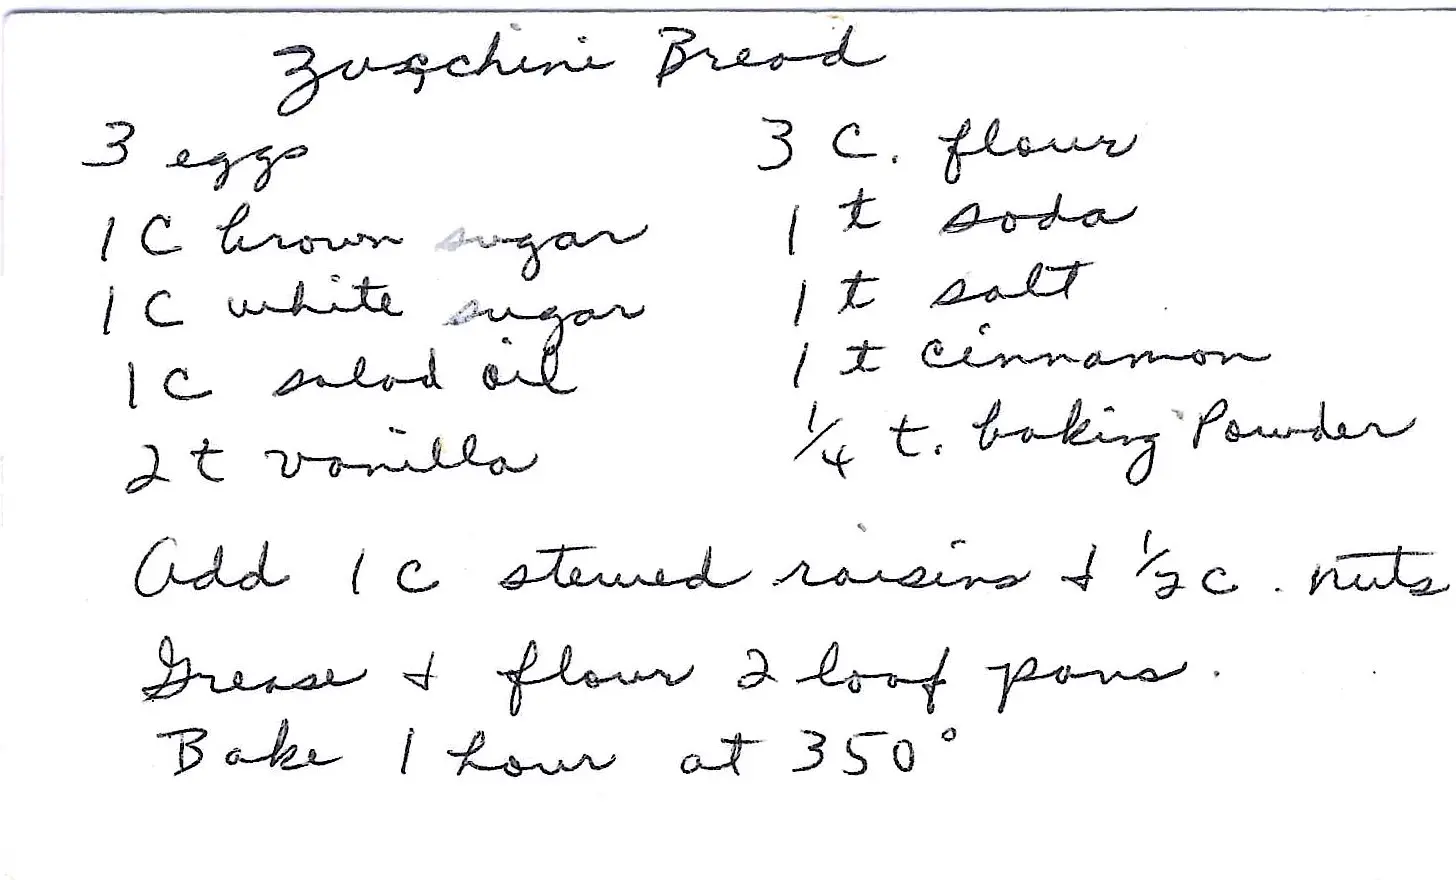 Zucchini Bread
3 eggs
1 C brown sugar
1 C white sugar
1 C salad oil
2 t vanilla
3 C. flour
1 t soda
1 t salt
1 t cinnamon
1/4 t. baking Powder
Add 1 C stewed raisins & 1/2 C. nuts
Grease & flour 2 loaf pans.
Bake 1 hour at 350°